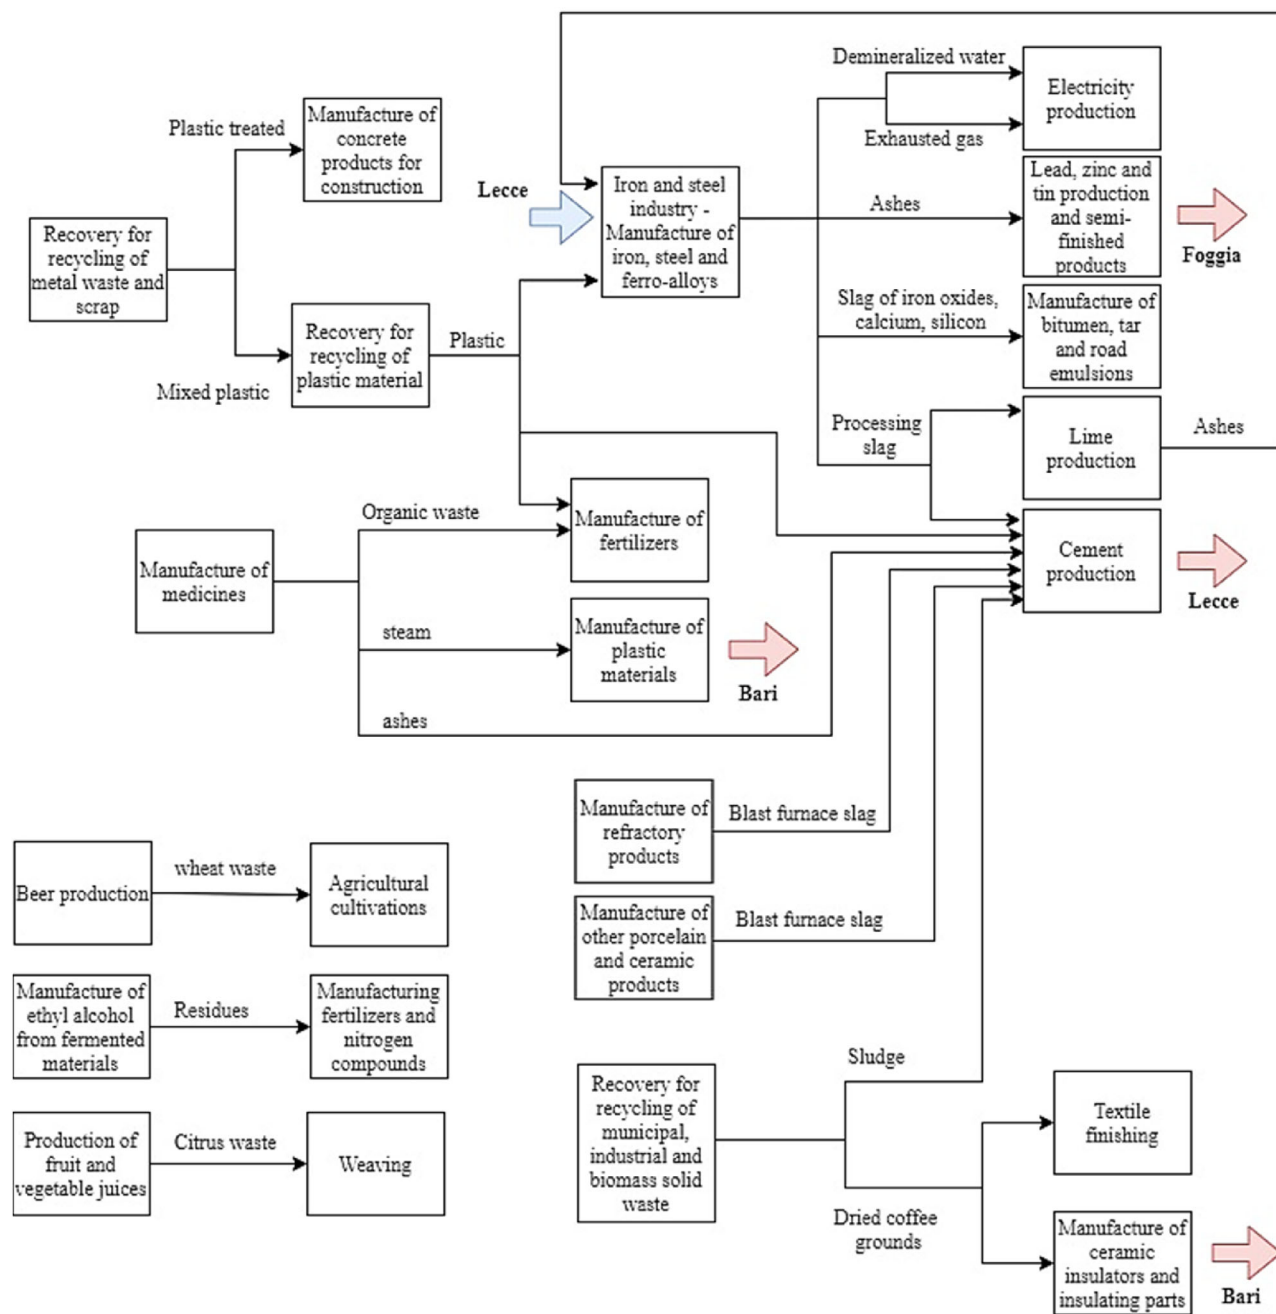 Demineralized water
Electricity
production
Exhausted gas
Plastic treated
Manufacture of
concrete
products for
construction
Lecce
Iron and steel
industry -
Manufacture of
iron, steel and
ferro-alloys
Ashes
Lead, zinc and
tin production
and semi-
finished
products
Foggia
Recovery for
recycling of
metal waste and
scrap
Mixed plastic
Recovery for
recycling of
plastic material
Plastic
Slag of iron oxides,
calcium, silicon
Manufacture of
bitumen, tar
and road
emulsions
Processing
slag
Lime
production
Ashes
Manufacture of
medicines
Organic waste
Manufacture of
fertilizers
Cement
production
Lecce
steam
Manufacture of
plastic
materials
Bari
ashes
Manufacture of
refractory
products
Blast furnace slag
Beer production
wheat waste
Agricultural
cultivations
Manufacture of
other porcelain
and ceramic
products
Blast furnace slag
Manufacture of
ethyl alcohol
from fermented
materials
Residues
Manufacturing
fertilizers and
nitrogen
compounds
Recovery for
recycling of
municipal,
industrial and
biomass solid
waste
Sludge
Textile
finishing
Production of
fruit and
vegetable juices
Citrus waste
Weaving
Dried coffee
grounds
Manufacture of
ceramic
insulators and
insulating parts
Bari